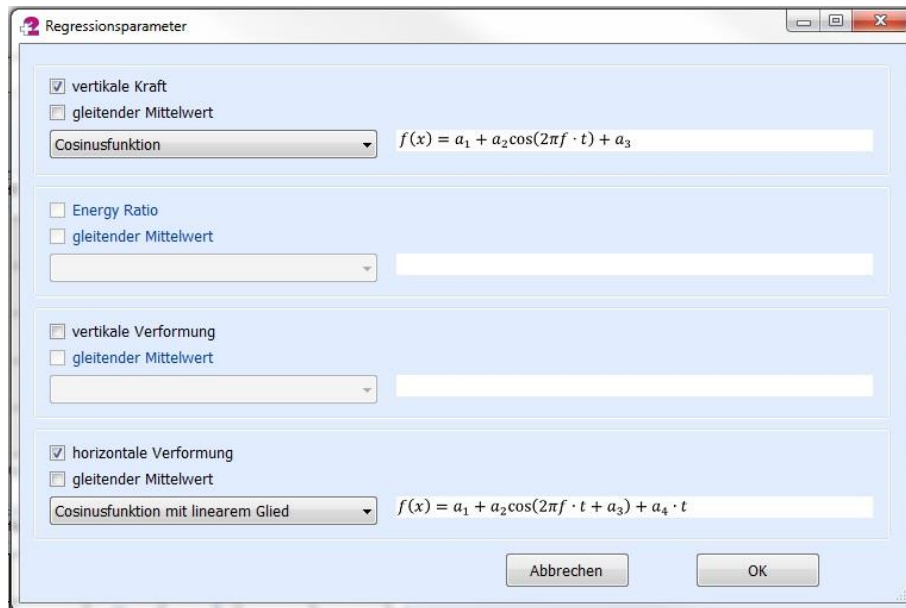 Regressionsparameter
vertikale Kraft
gleitender Mittelwert
Cosinusfunktion
f(x) = a₁ + a₂cos(2πf · t) + a₃
Energy Ratio
gleitender Mittelwert
vertikale Verformung
gleitender Mittelwert
horizontale Verformung
gleitender Mittelwert
Cosinusfunktion mit linearem Glied
f(x) = a₁ + a₂cos(2πf · t + a₃) + a₄ · t
Abbrechen
OK